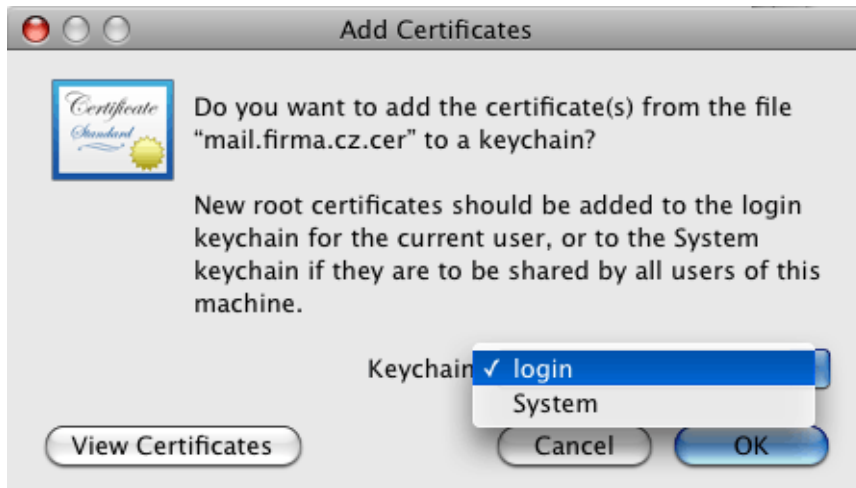 Add Certificates
Certificate
Standard
Do you want to add the certificate(s) from the file
“mail.firma.cz.cer” to a keychain?
New root certificates should be added to the login
keychain for the current user, or to the System
keychain if they are to be shared by all users of this
machine.
Keychain ✓ login
System
View Certificates Cancel OK